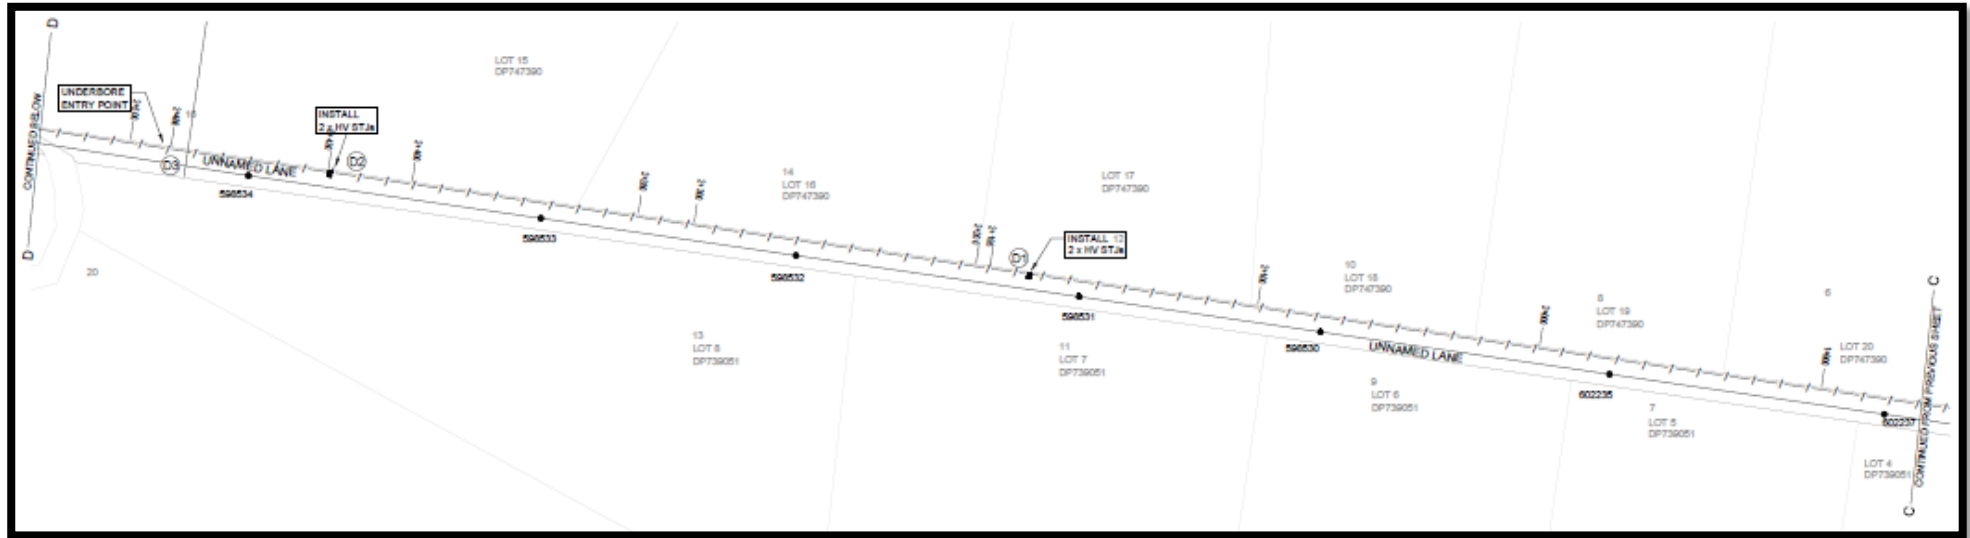 D
LOT 15
DP747390
UNDERBORE
ENTRY POINT
CONTINUED BELOW
INSTALL
2 x HV STJs
D3
UNNAMED LANE
D2
598534
D
20
598533
14
LOT 16
DP747390
LOT 17
DP747390
598532
D1
INSTALL 12
2 x HV STJs
598531
13
LOT 8
DP739051
11
LOT 7
DP739051
10
LOT 18
DP747390
598530
UNNAMED LANE
9
LOT 6
DP739051
8
LOT 19
DP747390
2+000
602235
7
LOT 5
DP739051
6
LOT 20
DP747390
C
CONTINUED FROM PREVIOUS SHEET
602237
LOT 4
DP739051
C